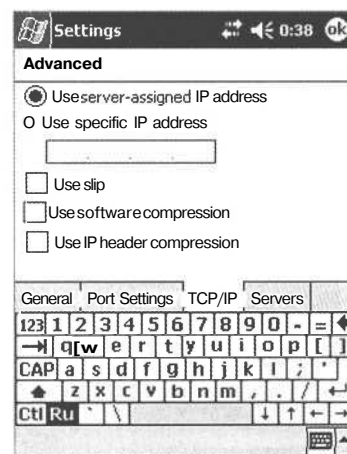 Settings 0:38 ok
Advanced
Use server-assigned IP address
O Use specific IP address
Use slip
Use software compression
Use IP header compression
General Port Settings TCP/IP Servers
123 1 2 3 4 5 6 7 8 9 0 - =
q [w e r t y u i o p [ ]
CAP a s d f g h j k l ; '
z x c v b n m , . /
Ctl Ru ` \